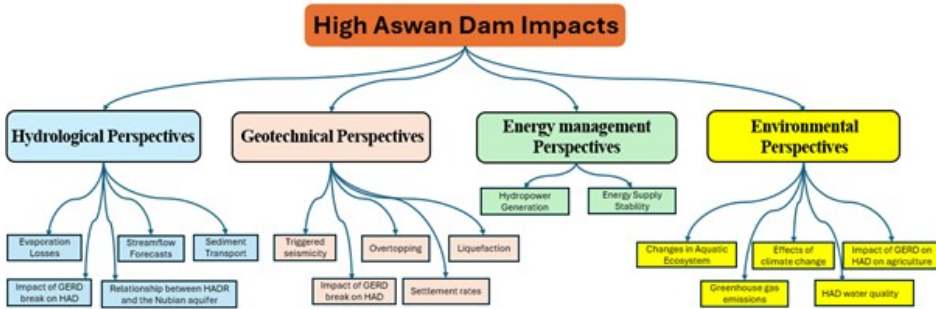 High Aswan Dam Impacts
Hydrological Perspectives
Geotechnical Perspectives
Energy management
Perspectives
Environmental
Perspectives
Hydropower
Generation
Energy Supply
Stability
Evaporation
Losses
Streamflow
Forecasts
Sediment
Transport
Impact of GERD
break on HAD
Relationship between HADR
and the Nubian aquifer
Triggered
seismicity
Overtopping
Liquefaction
Impact of GERD
break on HAD
Settlement rates
Changes in Aquatic
Ecosystem
Effects of
climate change
Impact of GERD on
HAD on agriculture
Greenhouse gas
emissions
HAD water quality